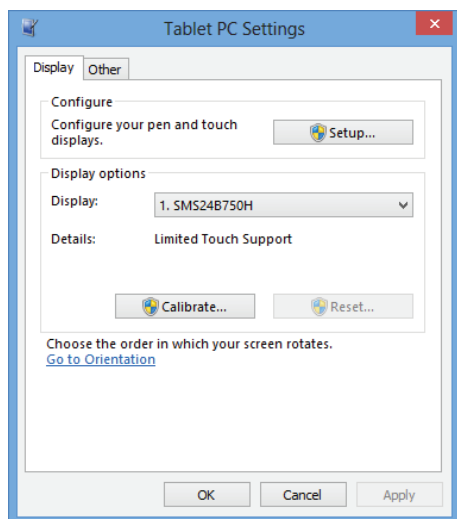 Tablet PC Settings
Display Other
Configure
Configure your pen and touch
displays.
Setup...
Display options
Display: 1. SMS24B750H
Details: Limited Touch Support
Calibrate... Reset...
Choose the order in which your screen rotates.
Go to Orientation
OK Cancel Apply